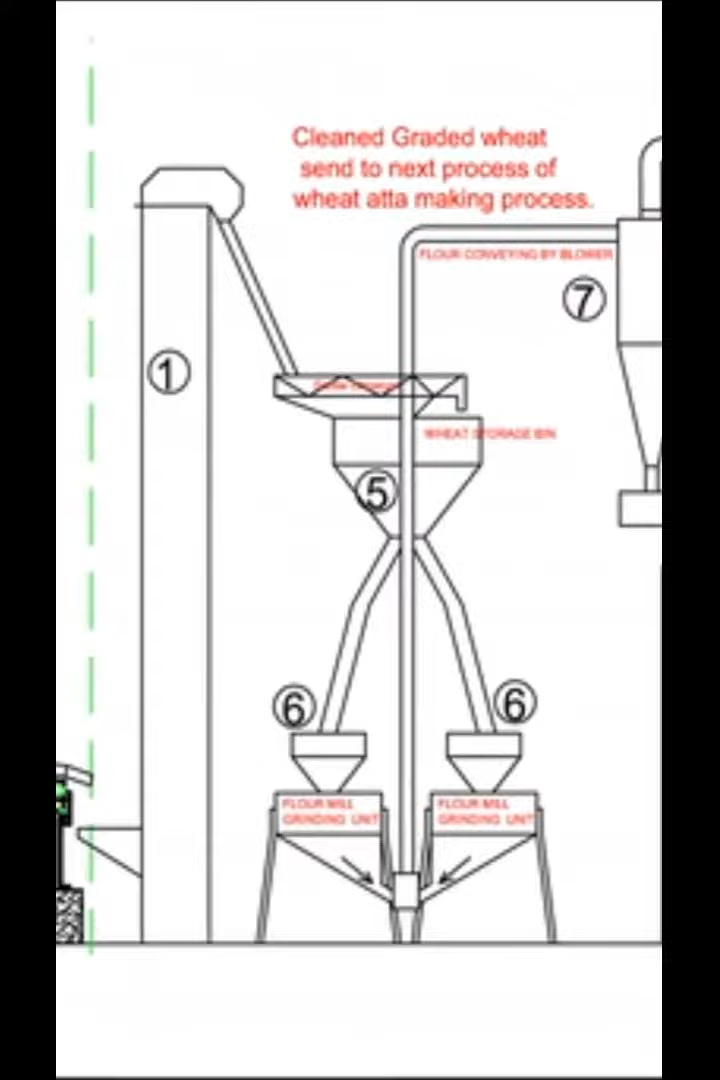 Cleaned Graded wheat
send to next process of
wheat atta making process.
FLOUR CONVEYING BY BLOWER
7
1
WHEAT STORAGE BIN
5
6
6
FLOUR MILL
GRINDING UNIT
FLOUR MILL
GRINDING UNIT